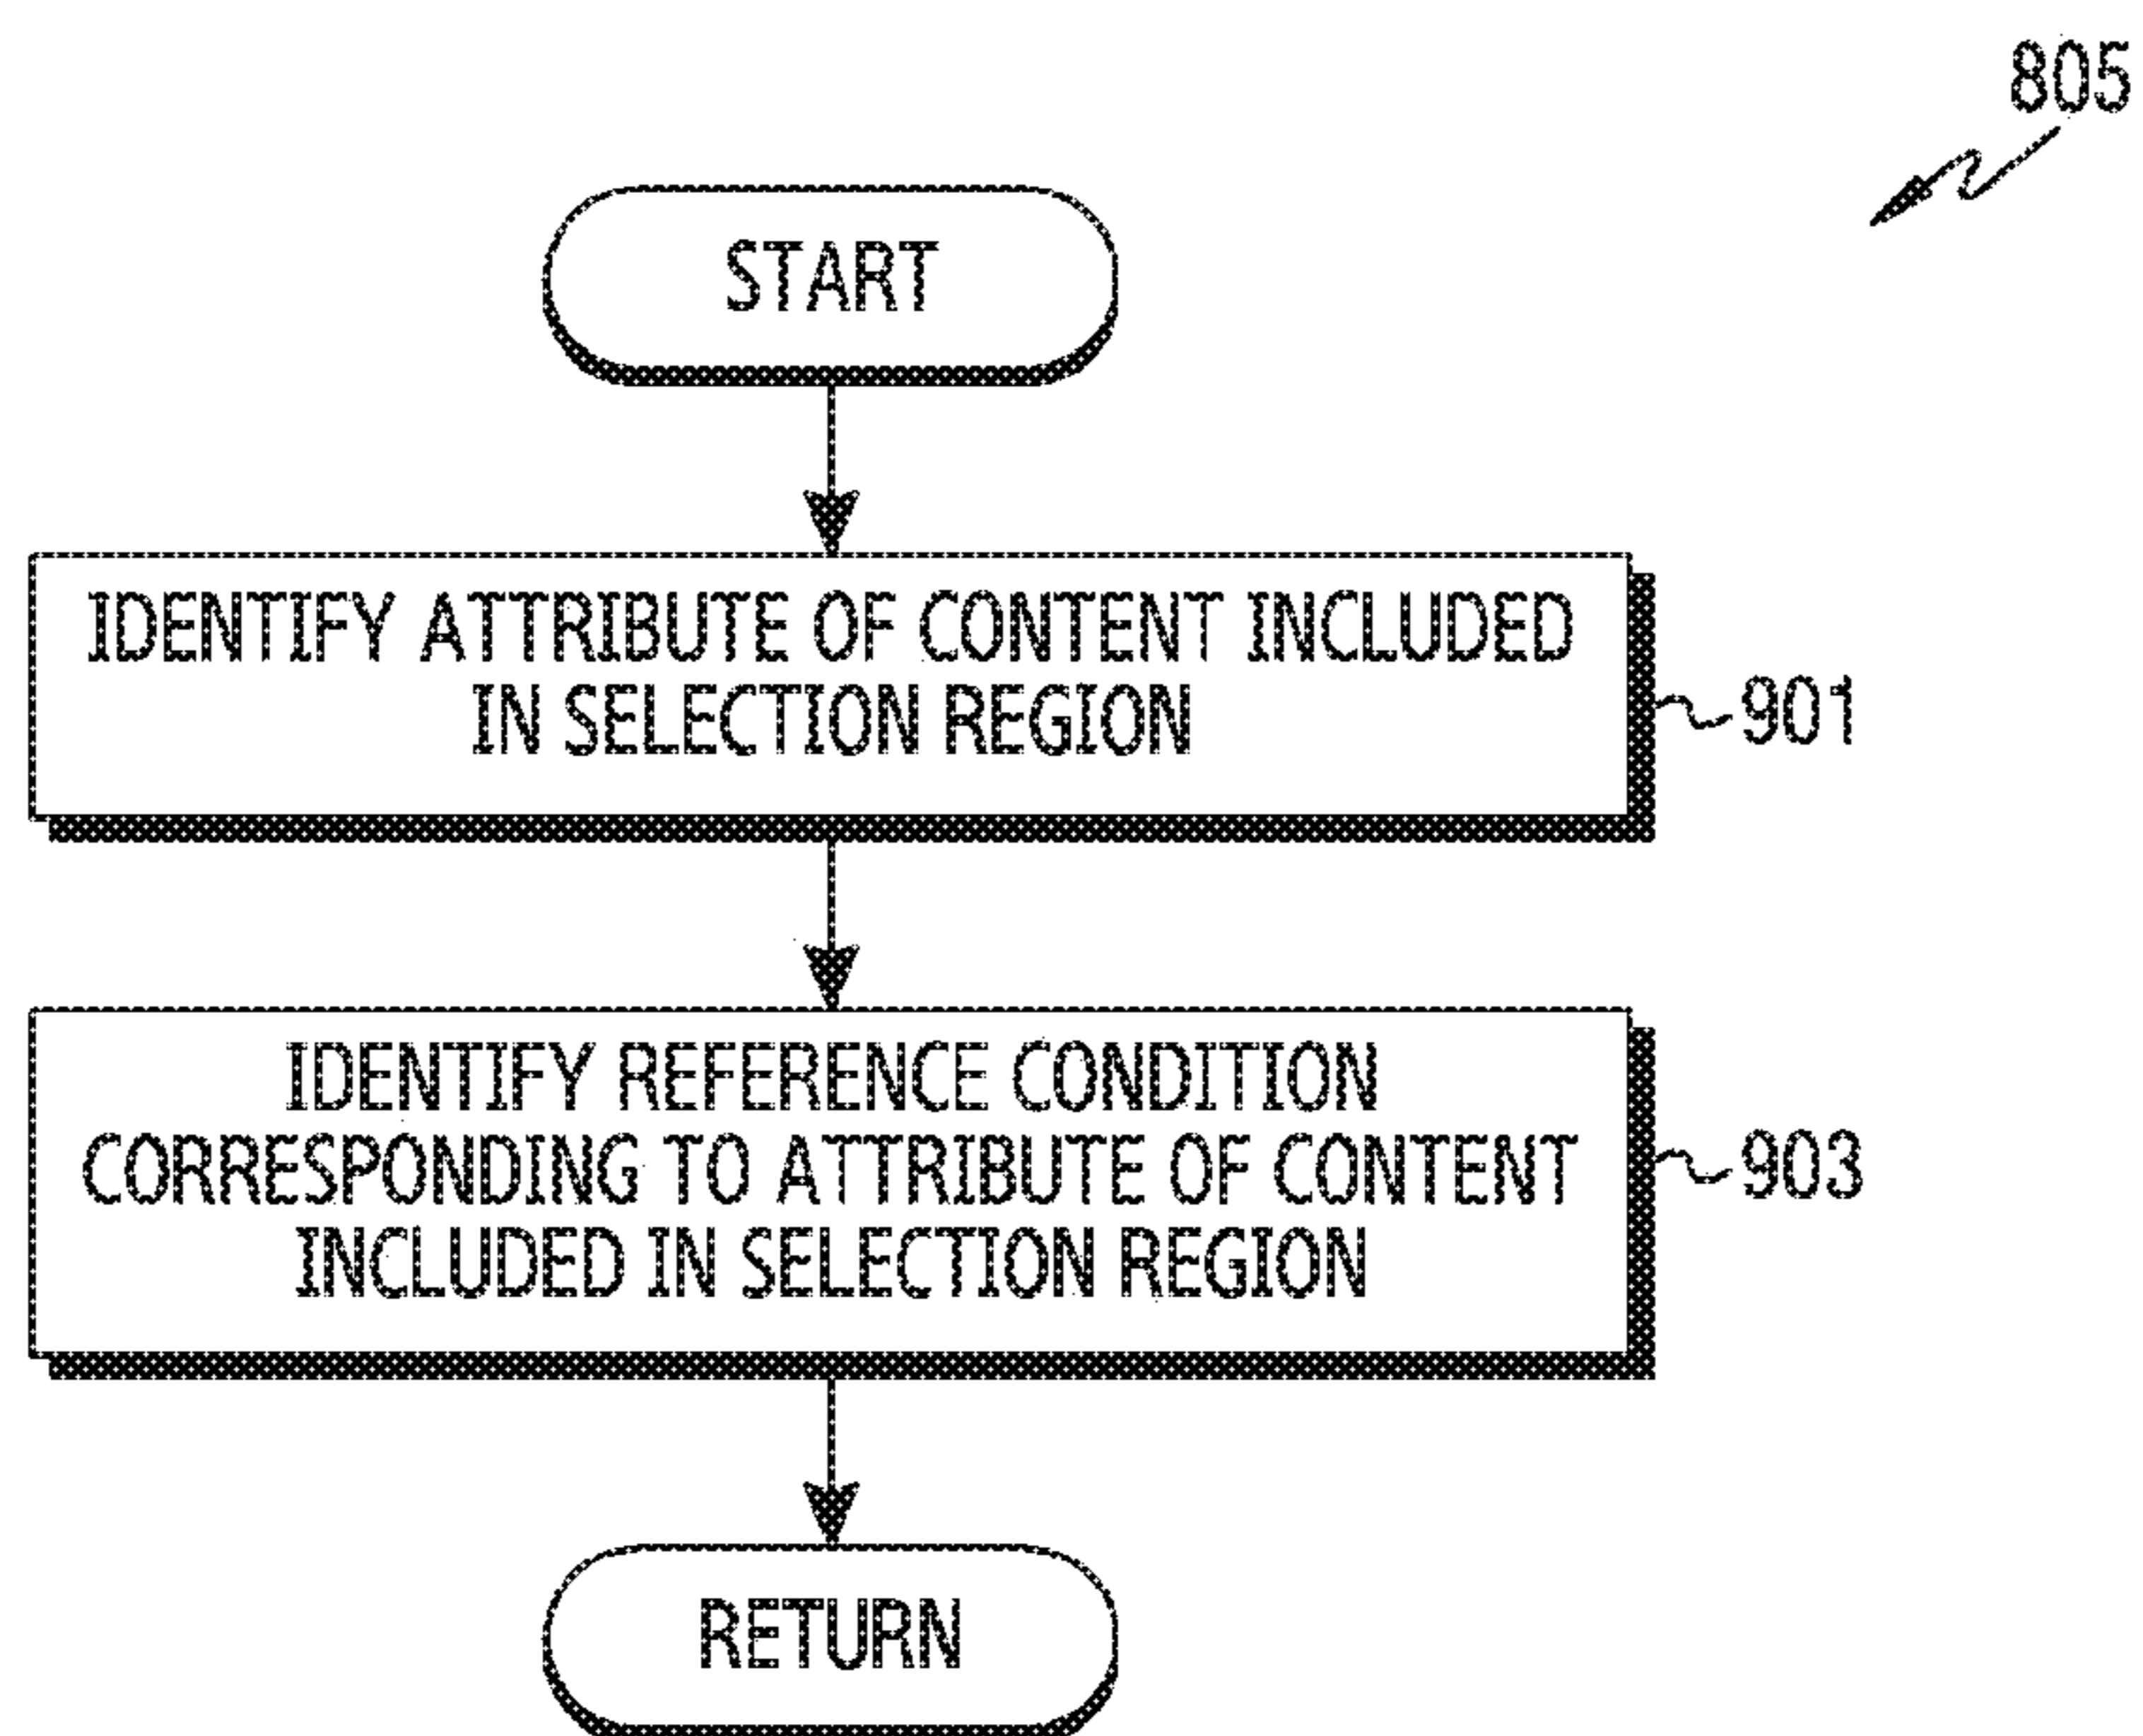 805
START
IDENTIFY ATTRIBUTE OF CONTENT INCLUDED
IN SELECTION REGION
901
IDENTIFY REFERENCE CONDITION
CORRESPONDING TO ATTRIBUTE OF CONTENT
INCLUDED IN SELECTION REGION
903
RETURN